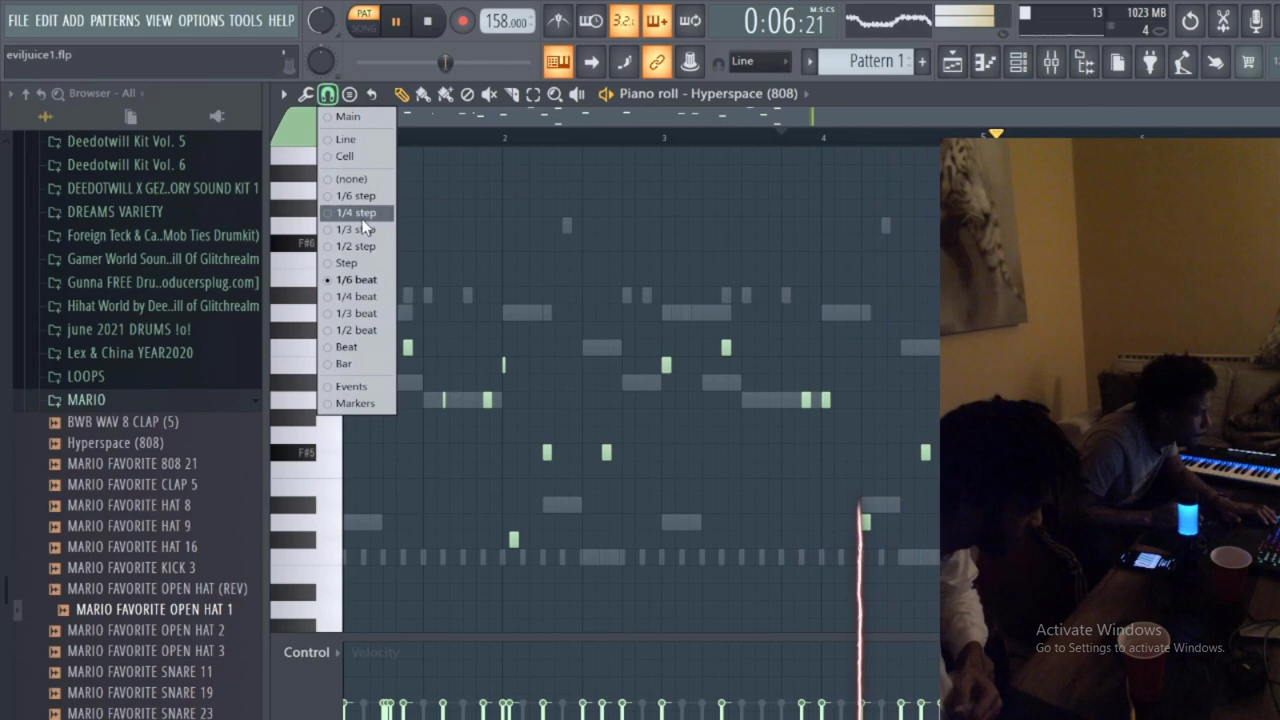 FILE EDIT ADD PATTERNS VIEW OPTIONS TOOLS HELP
PAT
SONG
158.000
3.2.
0:06:21
M:S:CS
13
1023 MB
4
eviljuice1.flp
Line
Pattern 1
Browser - All
Piano roll - Hyperspace (808)
Main
Line
Cell
(none)
1/6 step
1/4 step
1/3 step
1/2 step
Step
1/6 beat
1/4 beat
1/3 beat
1/2 beat
Beat
Bar
Events
Markers
2
3
4
5
F#6
F#5
Deedotwill Kit Vol. 5
Deedotwill Kit Vol. 6
DEEDOTWILL X GEZ..ORY SOUND KIT 1
DREAMS VARIETY
Foreign Teck & Ca..Mob Ties Drumkit)
Gamer World Soun..ill Of Glitchrealm
Gunna FREE Dru..oducersplug.com]
Hihat World by Dee..ill of Glitchrealm
june 2021 DRUMS !o!
Lex & China YEAR2020
LOOPS
MARIO
BWB WAV 8 CLAP (5)
Hyperspace (808)
MARIO FAVORITE 808 21
MARIO FAVORITE CLAP 5
MARIO FAVORITE HAT 8
MARIO FAVORITE HAT 9
MARIO FAVORITE HAT 16
MARIO FAVORITE KICK 3
MARIO FAVORITE OPEN HAT (REV)
MARIO FAVORITE OPEN HAT 1
MARIO FAVORITE OPEN HAT 2
MARIO FAVORITE OPEN HAT 3
MARIO FAVORITE SNARE 11
MARIO FAVORITE SNARE 19
MARIO FAVORITE SNARE 23
Control
Velocity
Activate Windows
Go to Settings to activate Windows.